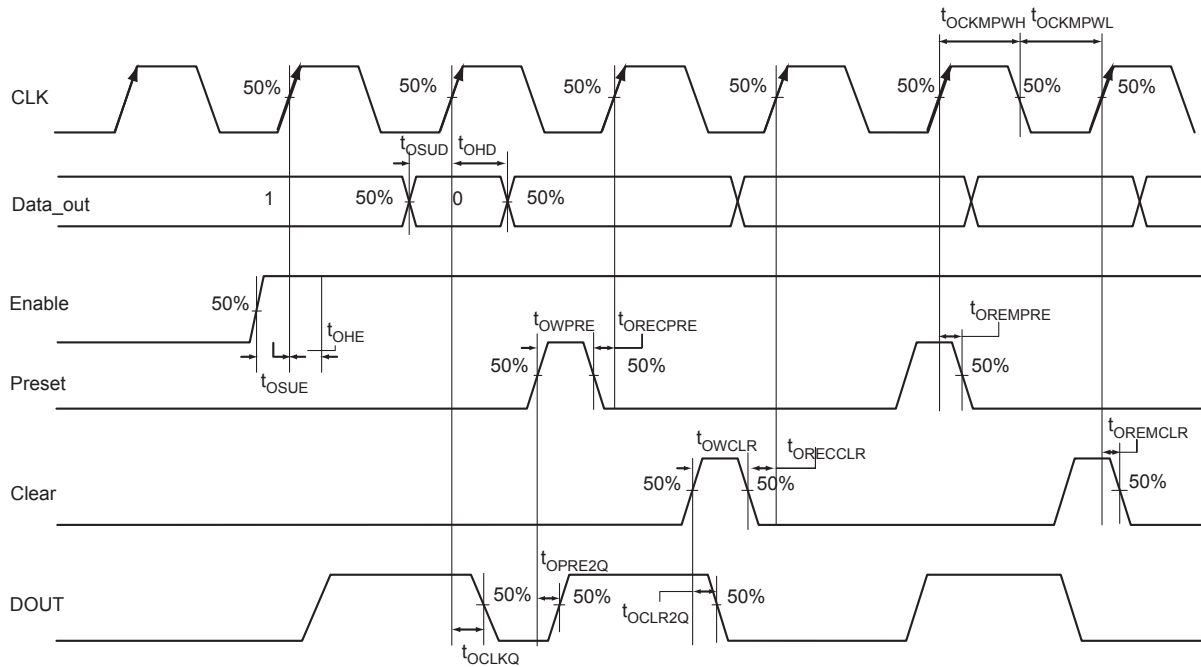 tOCKMPWH tOCKMPWL
CLK
50% 50% 50% 50% 50% 50% 50%
tOSUD tOHD
Data_out
1 50% 0 50%
Enable
50%
tOHE
tOSUE
tOWPRE tORECPRE
tOREMPRE
Preset
50% 50% 50%
tOWCLR
tORECCLR
tOREMCLR
Clear
50% 50% 50%
tOPRE2Q
DOUT
50% 50% 50%
tOCLR2Q
tOCLKQ